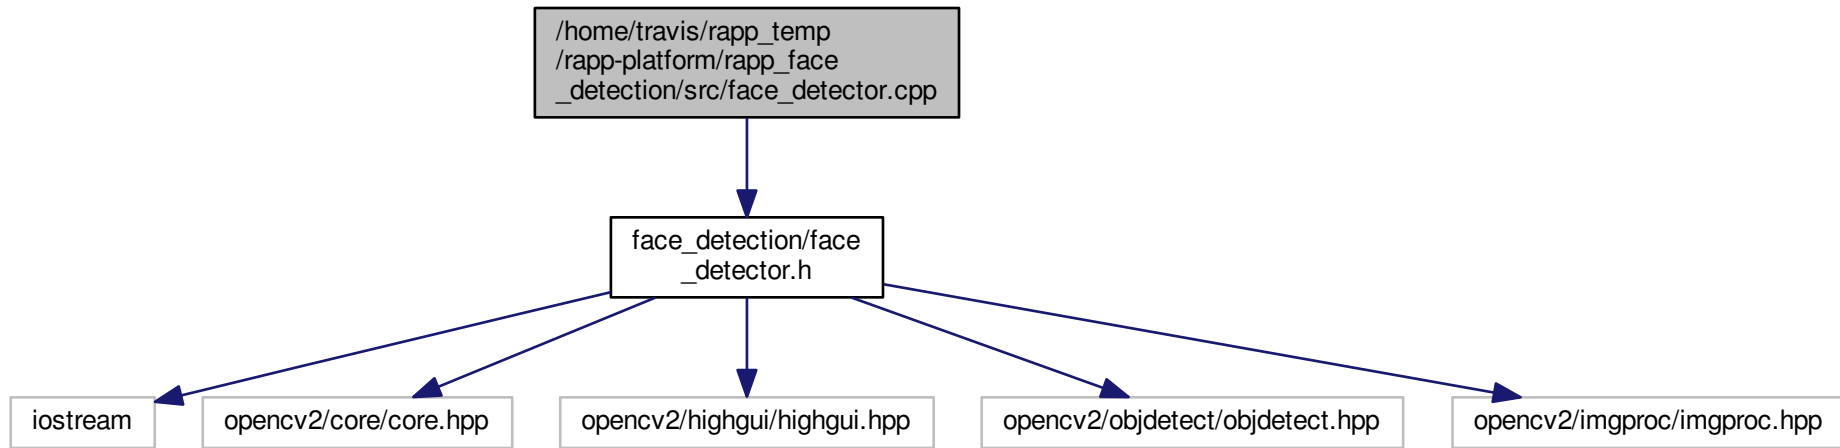 /home/travis/rapp_temp
/rapp-platform/rapp_face
_detection/src/face_detector.cpp
face_detection/face
_detector.h
iostream
opencv2/core/core.hpp
opencv2/highgui/highgui.hpp
opencv2/objdetect/objdetect.hpp
opencv2/imgproc/imgproc.hpp